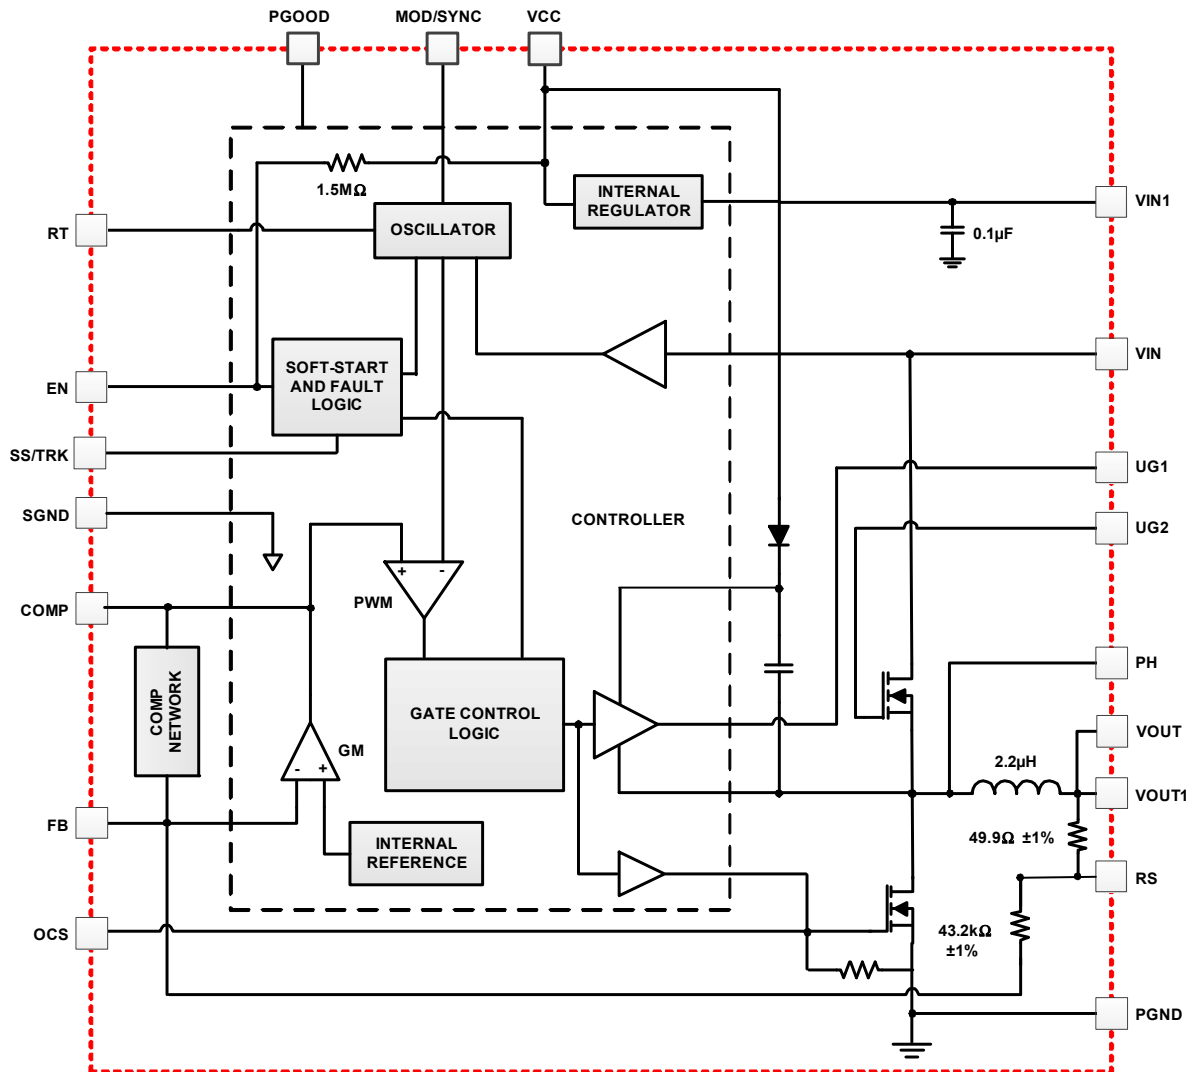 PGOOD
MOD/SYNC
VCC
1.5MΩ
INTERNAL
REGULATOR
VIN1
RT
OSCILLATOR
0.1µF
VIN
SOFT-START
AND FAULT
LOGIC
EN
SS/TRK
UG1
SGND
CONTROLLER
UG2
+ -
PWM
COMP
COMP
NETWORK
PH
GATE CONTROL
LOGIC
VOUT
GM
- +
2.2µH
VOUT1
FB
INTERNAL
REFERENCE
49.9Ω ±1%
RS
OCS
43.2kΩ
±1%
PGND